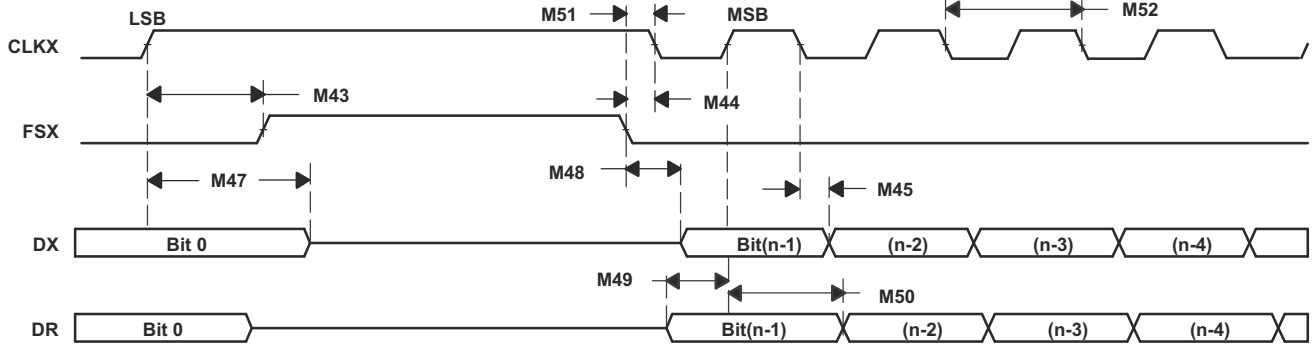 LSB M51 MSB M52
CLKX
M43 M44
FSX
M47 M48 M45
DX Bit 0 Bit(n-1) (n-2) (n-3) (n-4)
M49 M50
DR Bit 0 Bit(n-1) (n-2) (n-3) (n-4)